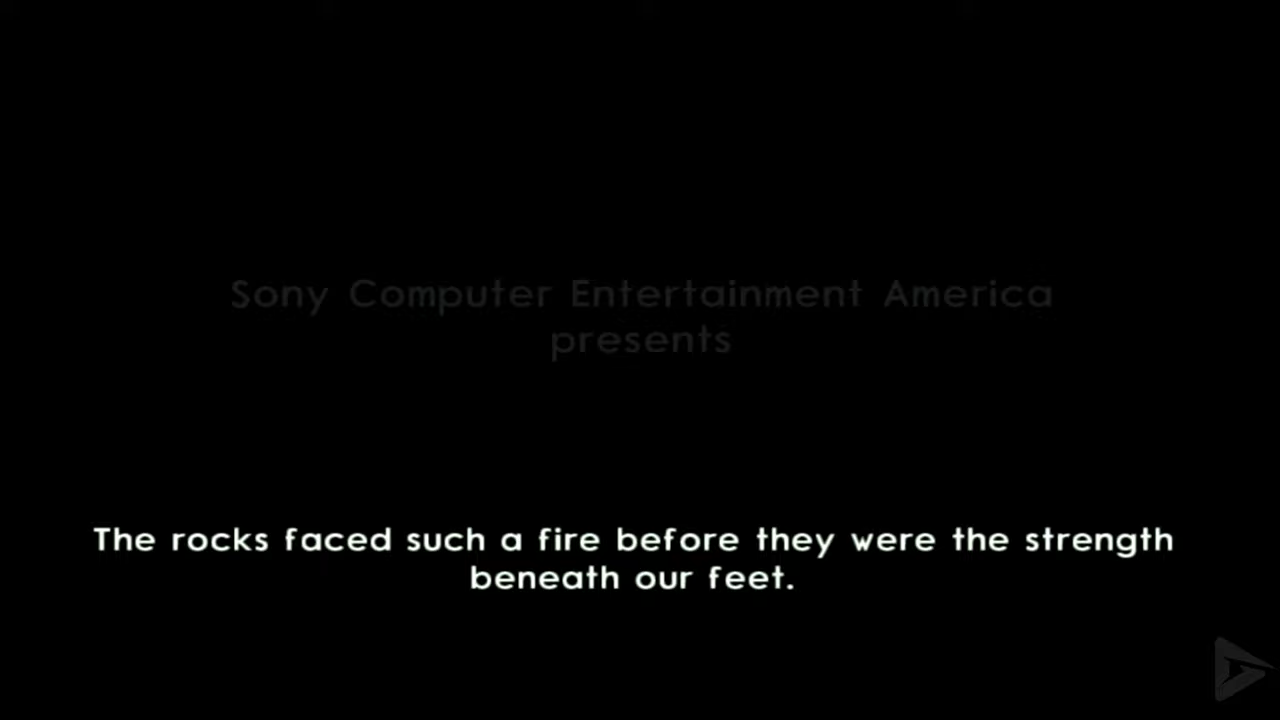 Sony Computer Entertainment America
presents
The rocks faced such a fire before they were the strength
beneath our feet.